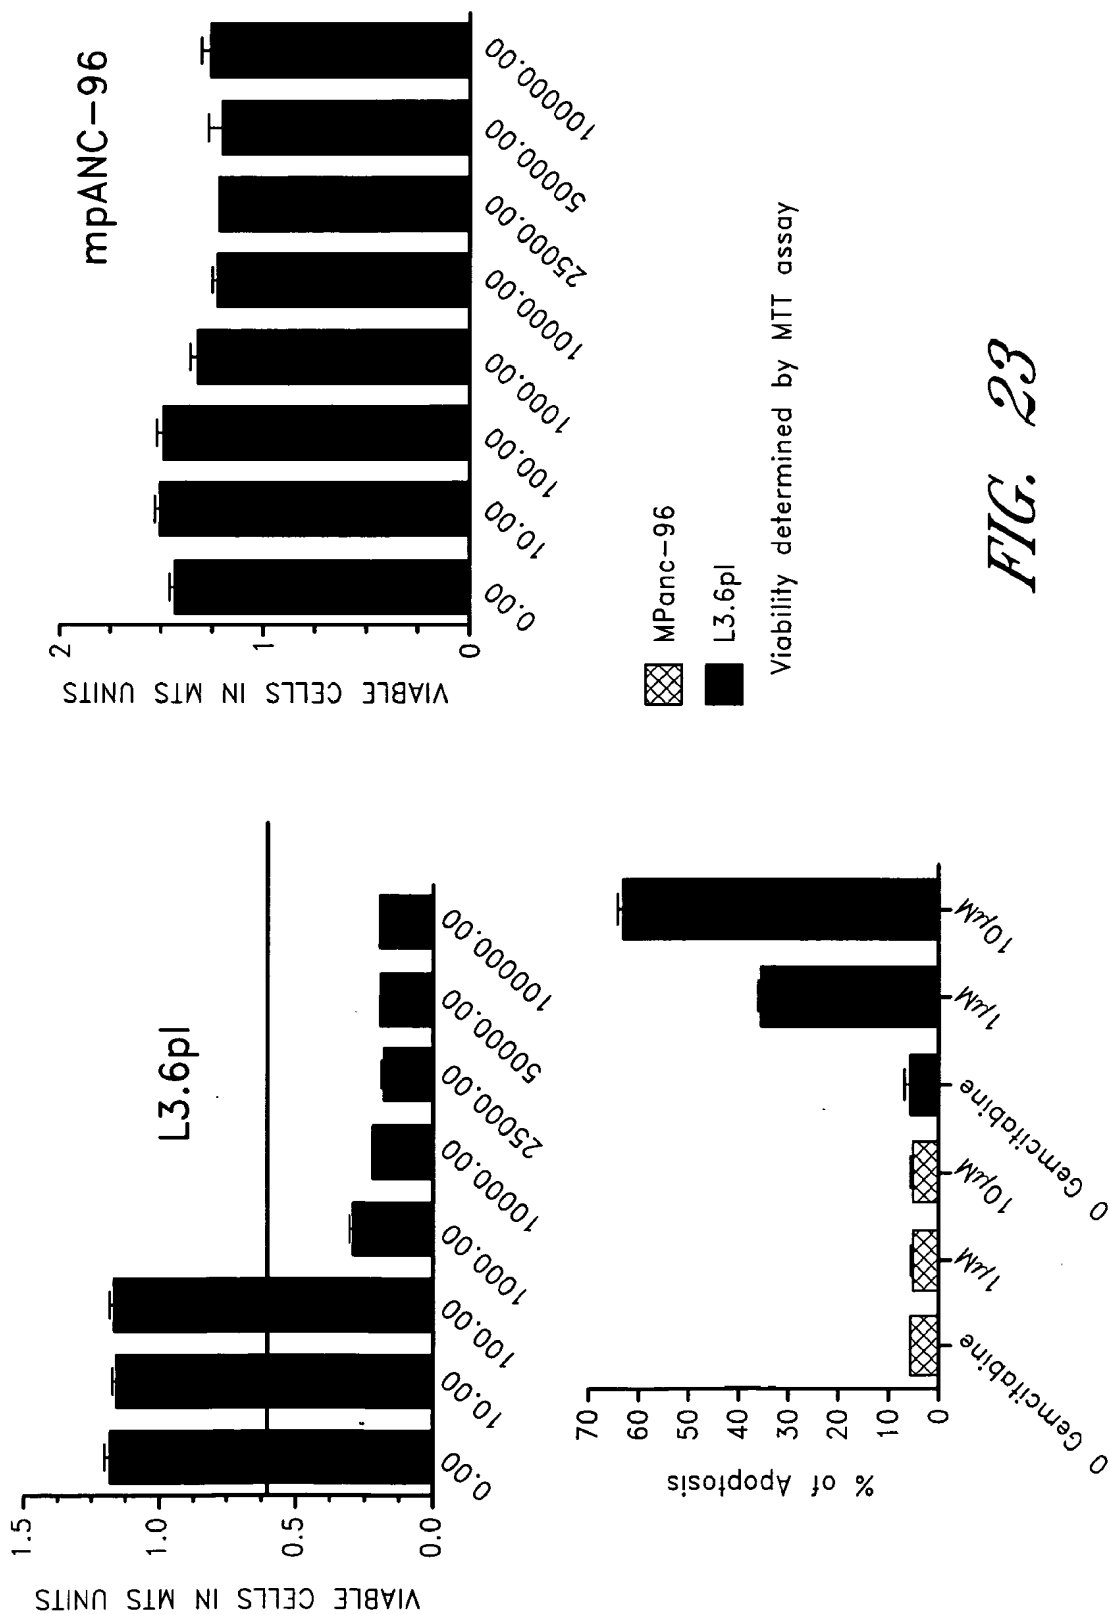 L3.6pl
VIABLE CELLS IN MTS UNITS
1.5
1.0
0.5
0.0
0.00
10.00
100.00
1000.00
10000.00
25000.00
50000.00
100000.00
mpANC-96
VIABLE CELLS IN MTS UNITS
2
1
0
0.00
10.00
100.00
1000.00
10000.00
25000.00
50000.00
100000.00
% of Apoptosis
70
60
50
40
30
20
10
0
0 Gemcitabine
1μM
10μM
0 Gemcitabine
1μM
10μM
MPanc-96
L3.6pl
Viability determined by MTT assay
FIG. 23